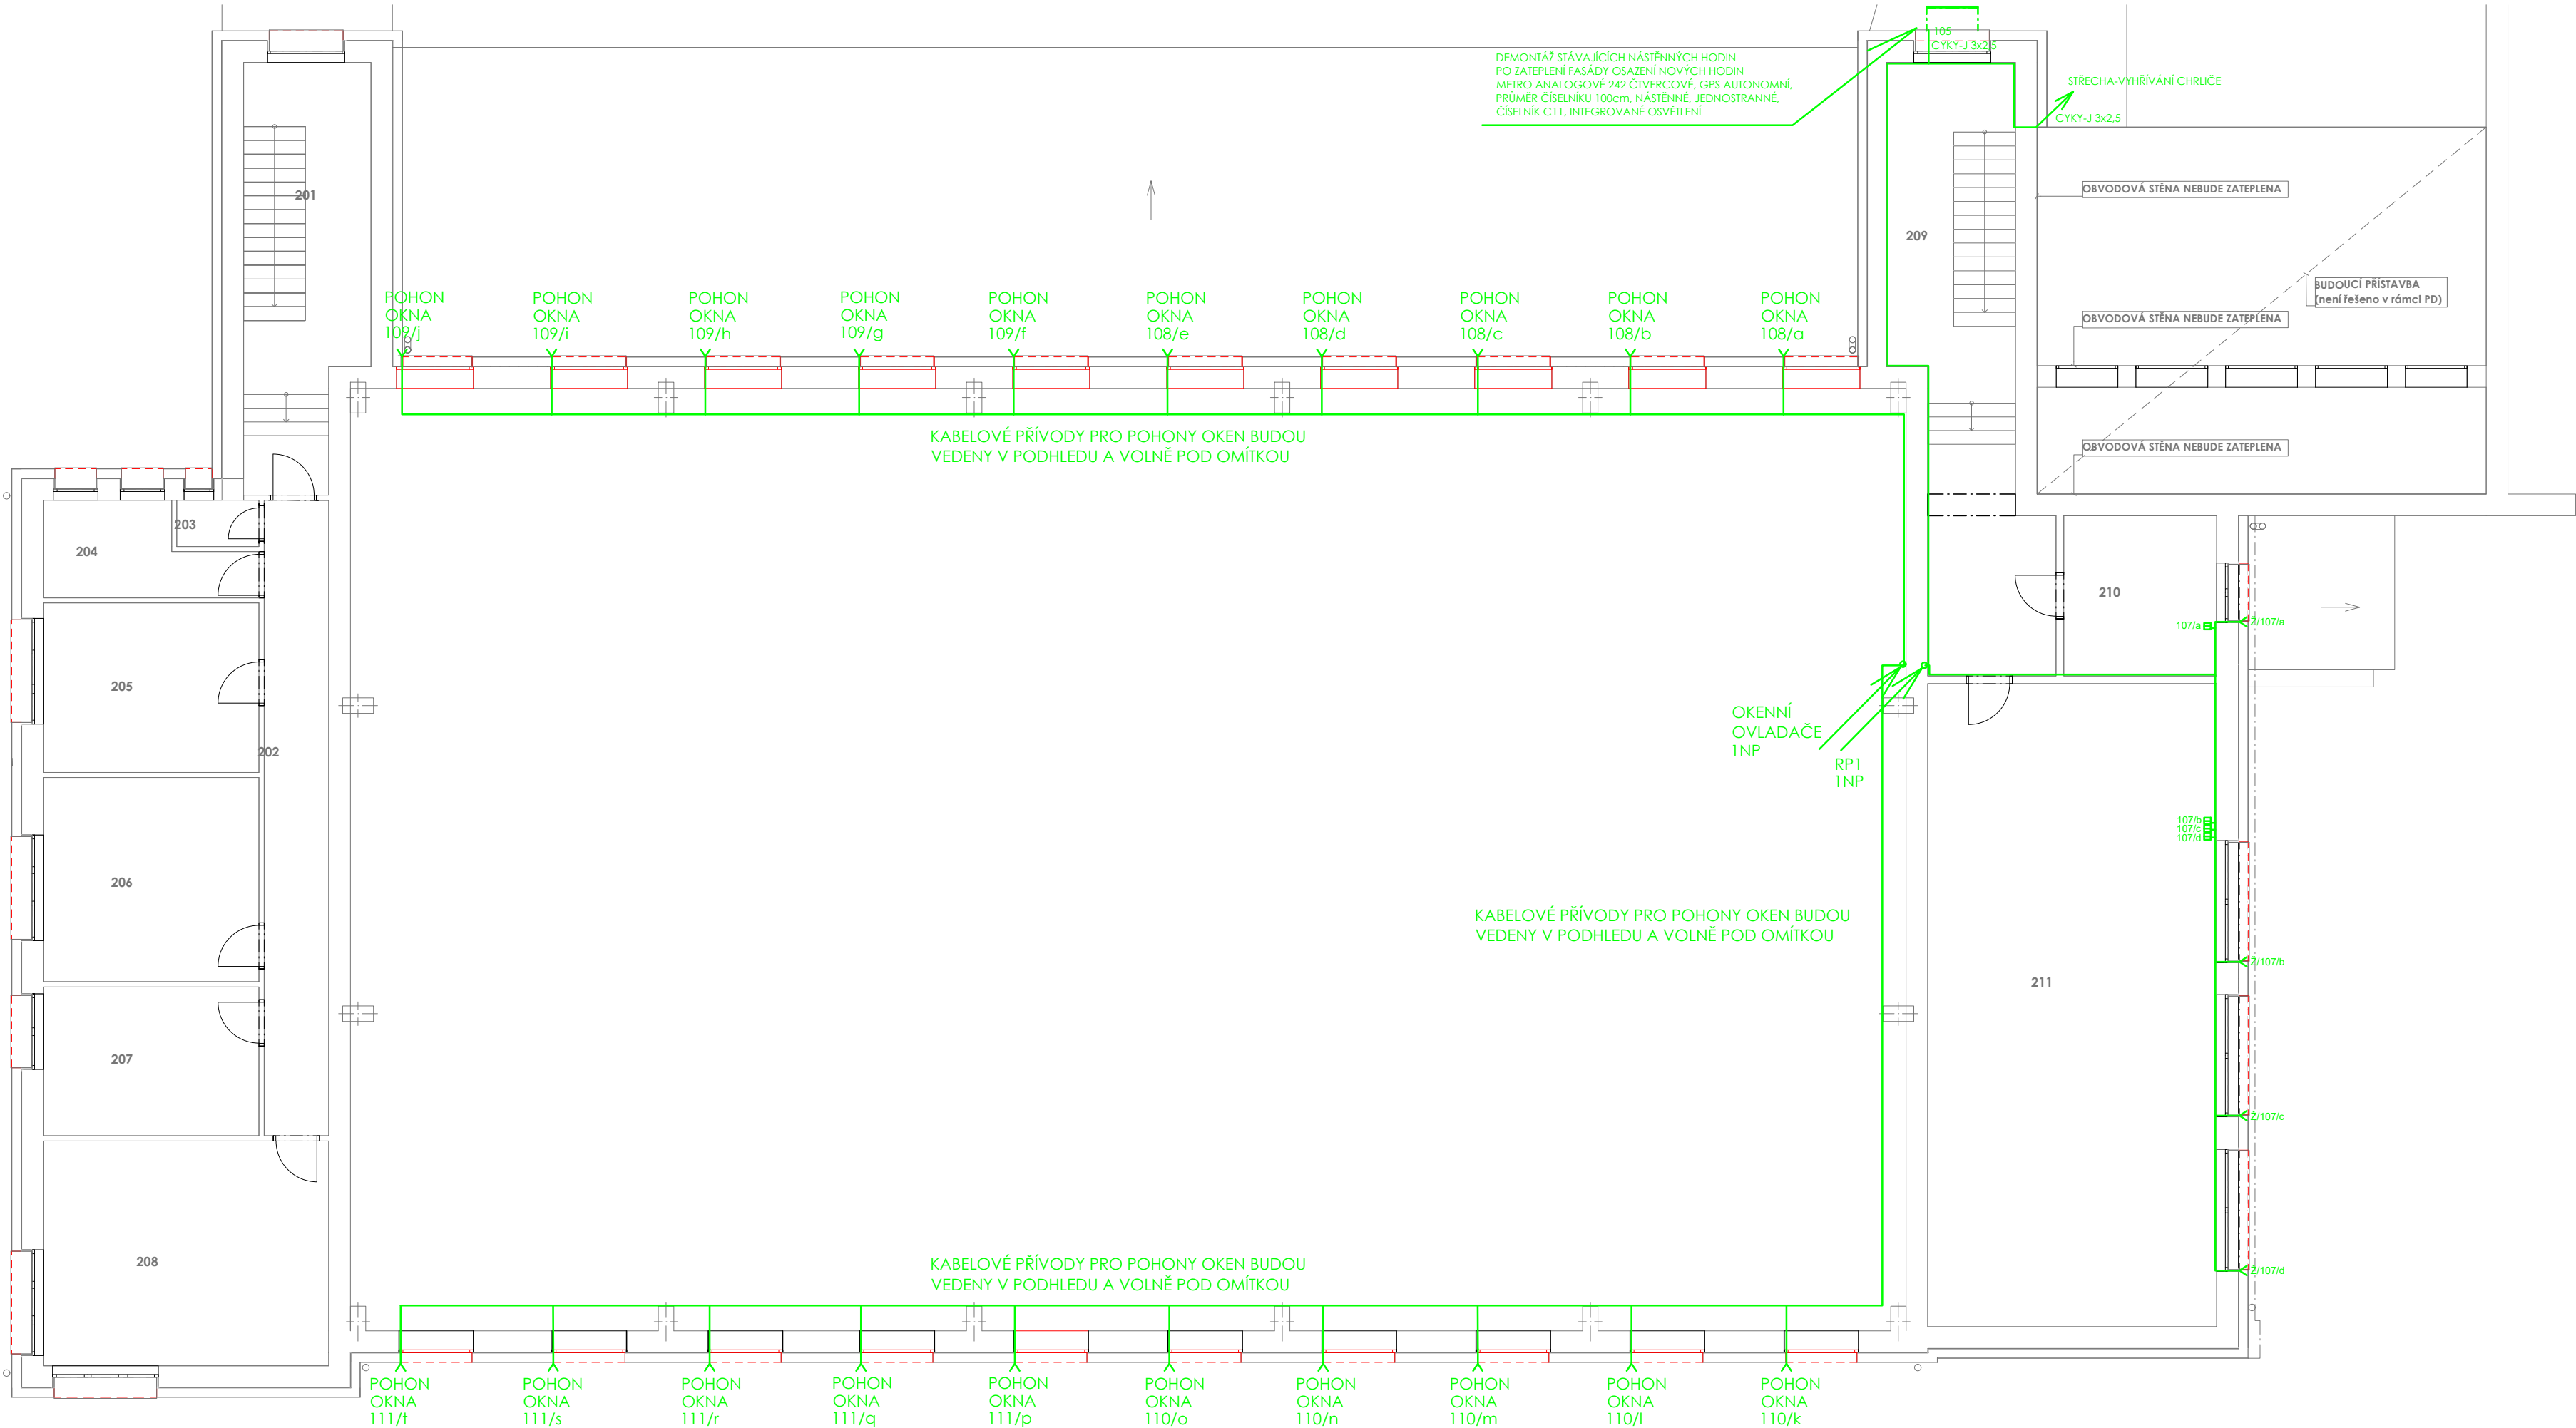 105
CYKY-J 3x2,5
DEMONTÁŽ STÁVAJÍCÍCH NÁSTĚNNÝCH HODIN
PO ZATEPLENÍ FASÁDY OSAZENÍ NOVÝCH HODIN
METRO ANALOGOVÉ 242 ČTVERCOVÉ, GPS AUTONOMNÍ,
PRŮMĚR ČÍSELNÍKU 100cm, NÁSTĚNNÉ, JEDNOSTRANNÉ,
ČÍSELNÍK C11, INTEGROVANÉ OSVĚTLENÍ
STŘECHA-VYHŘÍVÁNÍ CHRLIČE
CYKY-J 3x2,5
201
209
OBVODOVÁ STĚNA NEBUDE ZATEPLENA
BUDOUCÍ PŘÍSTAVBA
(není řešeno v rámci PD)
OBVODOVÁ STĚNA NEBUDE ZATEPLENA
OBVODOVÁ STĚNA NEBUDE ZATEPLENA
POHON
OKNA
109/j
POHON
OKNA
109/i
POHON
OKNA
109/h
POHON
OKNA
109/g
POHON
OKNA
109/f
POHON
OKNA
108/e
POHON
OKNA
108/d
POHON
OKNA
108/c
POHON
OKNA
108/b
POHON
OKNA
108/a
KABELOVÉ PŘÍVODY PRO POHONY OKEN BUDOU
VEDENY V PODHLEDU A VOLNĚ POD OMÍTKOU
203
204
205
202
206
207
208
210
107/a
Ž/107/a
OKENNÍ
OVLADAČE
1NP
RP1
1NP
107/b
107/c
107/d
KABELOVÉ PŘÍVODY PRO POHONY OKEN BUDOU
VEDENY V PODHLEDU A VOLNĚ POD OMÍTKOU
211
Ž/107/b
Ž/107/c
Ž/107/d
KABELOVÉ PŘÍVODY PRO POHONY OKEN BUDOU
VEDENY V PODHLEDU A VOLNĚ POD OMÍTKOU
POHON
OKNA
111/t
POHON
OKNA
111/s
POHON
OKNA
111/r
POHON
OKNA
111/q
POHON
OKNA
111/p
POHON
OKNA
110/o
POHON
OKNA
110/n
POHON
OKNA
110/m
POHON
OKNA
110/l
POHON
OKNA
110/k